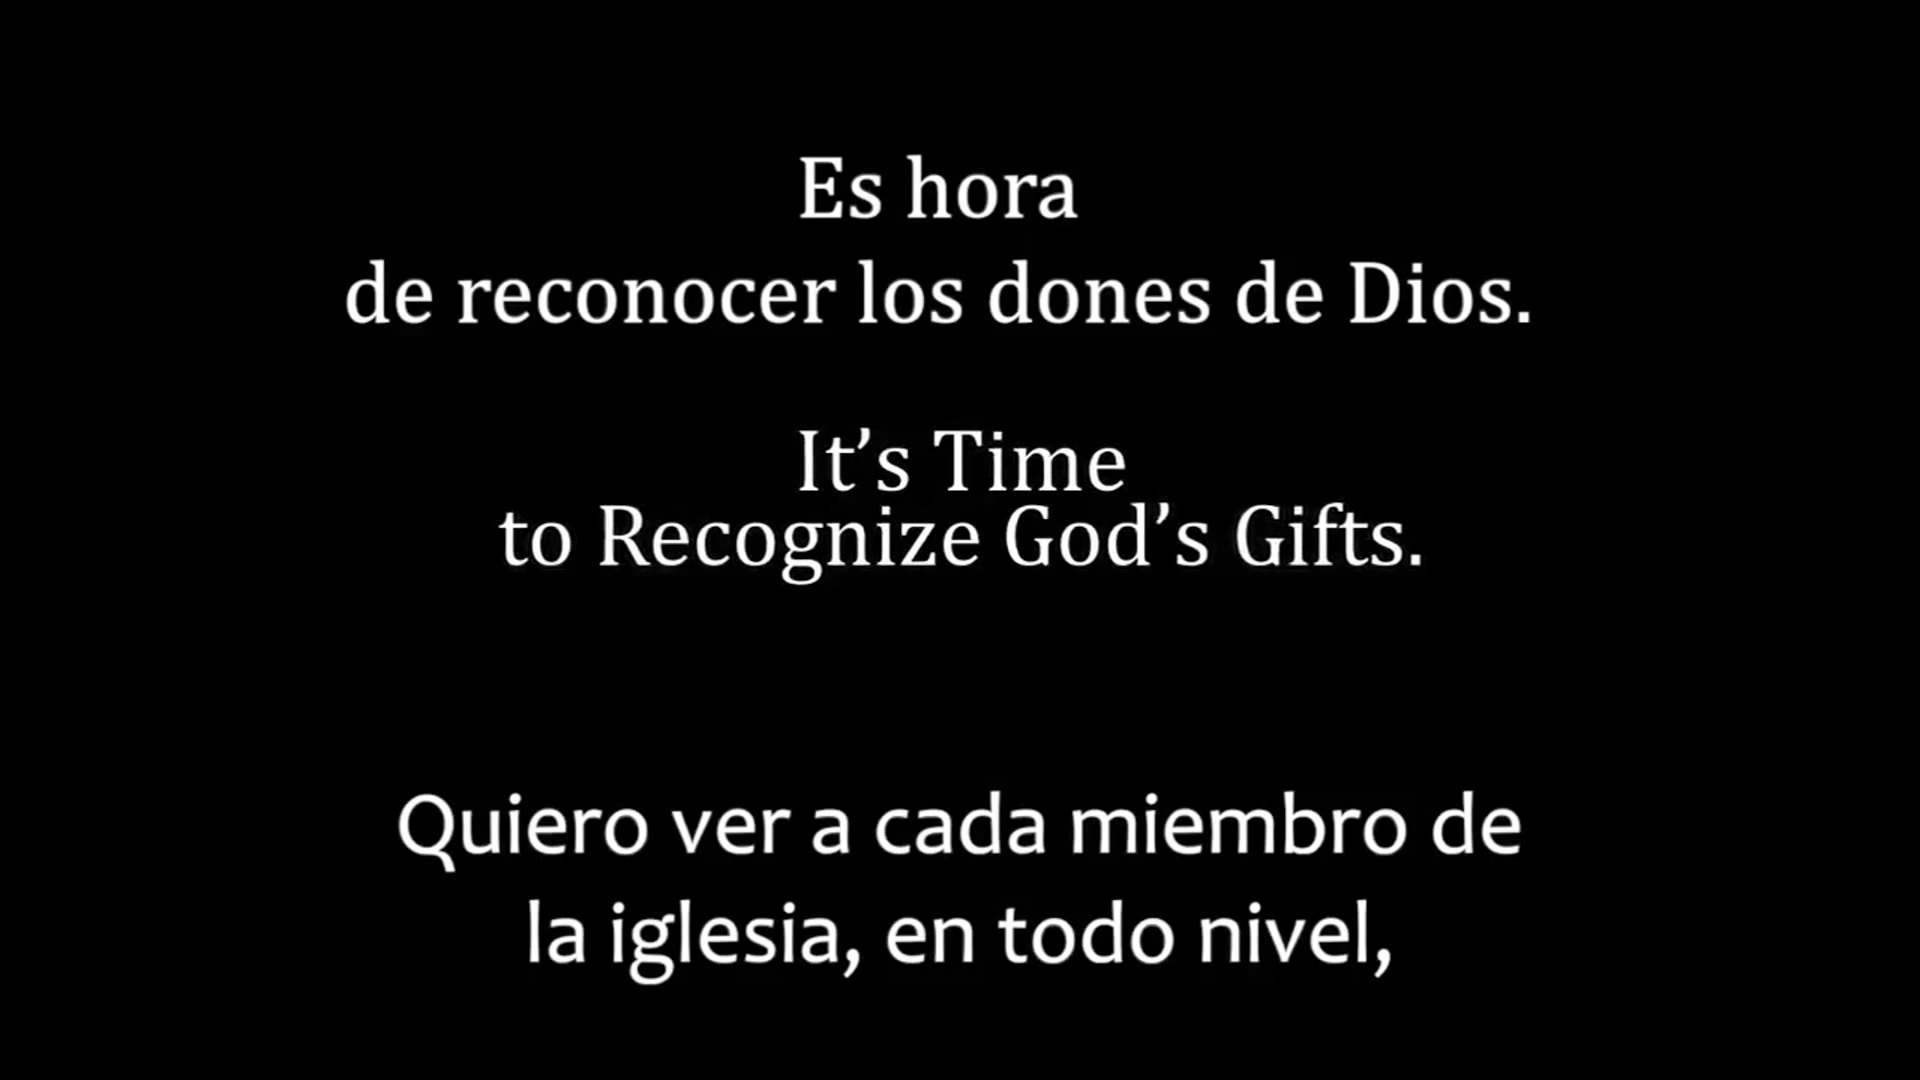 Es hora
de reconocer los dones de Dios.
It’s Time
to Recognize God’s Gifts.
Quiero ver a cada miembro de
la iglesia, en todo nivel,